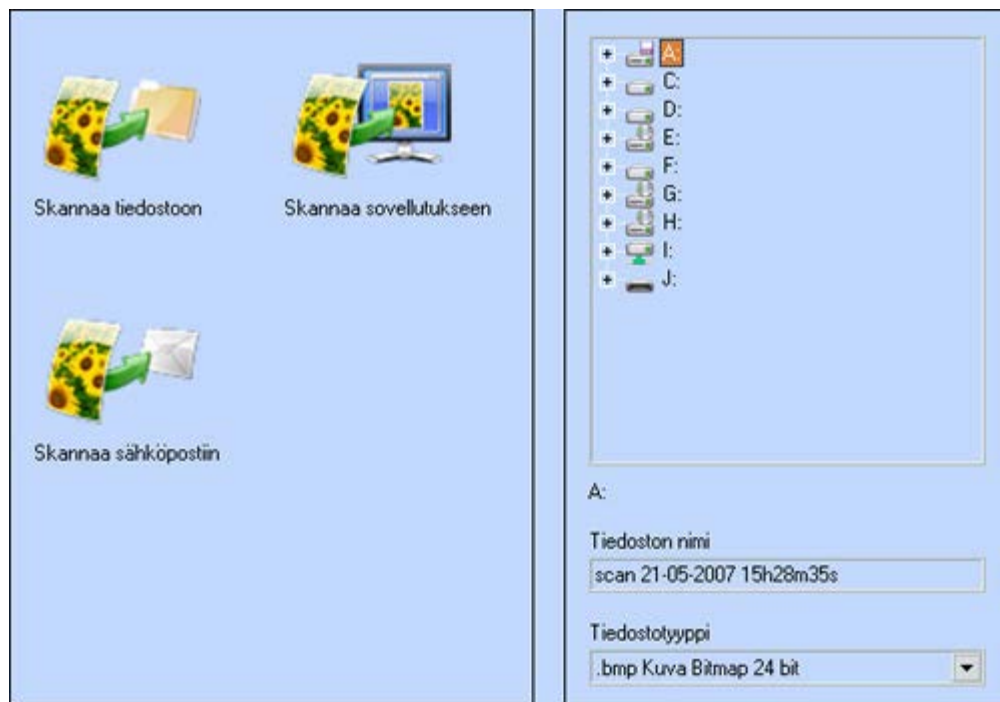 Skannaa tiedostoon
Skannaa sovellutukseen
Skannaa sähköpostiin
A:
C:
D:
E:
F:
G:
H:
I:
J:
A:
Tiedoston nimi
scan 21-05-2007 15h28m35s
Tiedostotyyppi
.bmp Kuva Bitmap 24 bit